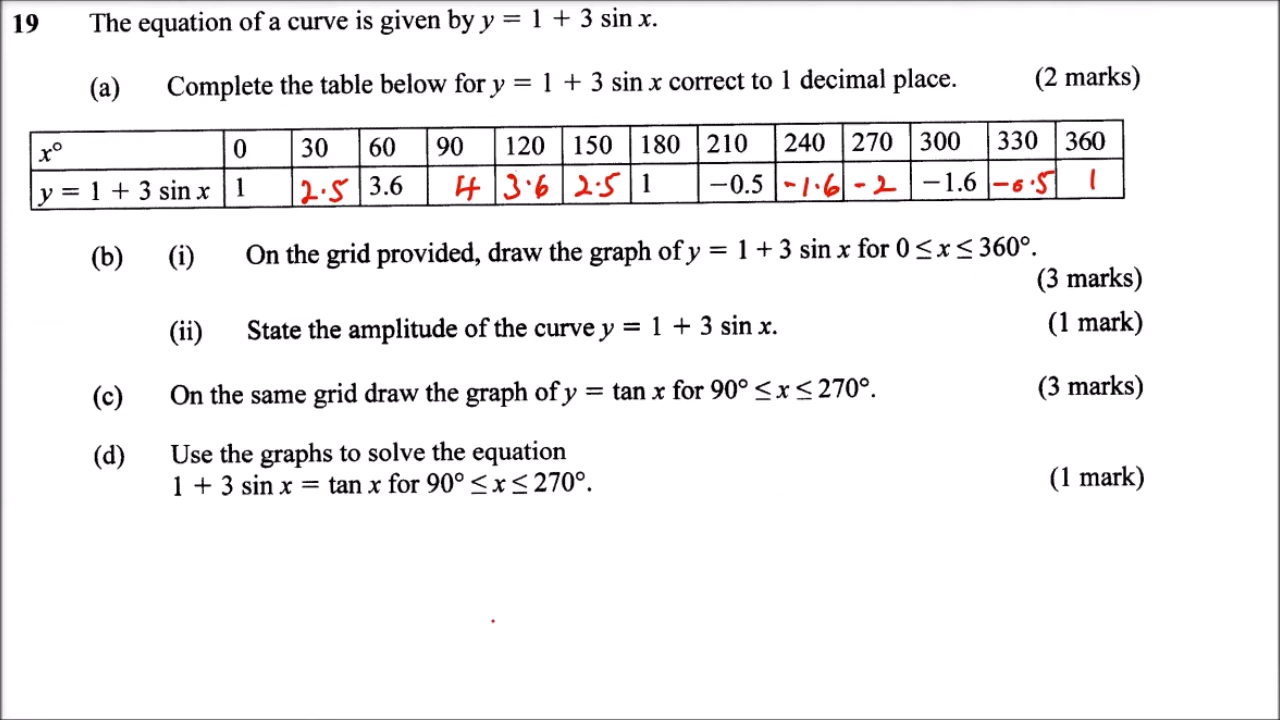 19 The equation of a curve is given by y = 1 + 3 sin x.
(a) Complete the table below for y = 1 + 3 sin x correct to 1 decimal place. (2 marks)
x° 0 30 60 90 120 150 180 210 240 270 300 330 360
y = 1 + 3 sin x 1 2.5 3.6 4 3.6 2.5 1 −0.5 -1.6 -2 −1.6 -0.5 1
(b) (i) On the grid provided, draw the graph of y = 1 + 3 sin x for 0 ≤ x ≤ 360°.
(3 marks)
(ii) State the amplitude of the curve y = 1 + 3 sin x. (1 mark)
(c) On the same grid draw the graph of y = tan x for 90° ≤ x ≤ 270°. (3 marks)
(d) Use the graphs to solve the equation
1 + 3 sin x = tan x for 90° ≤ x ≤ 270°. (1 mark)